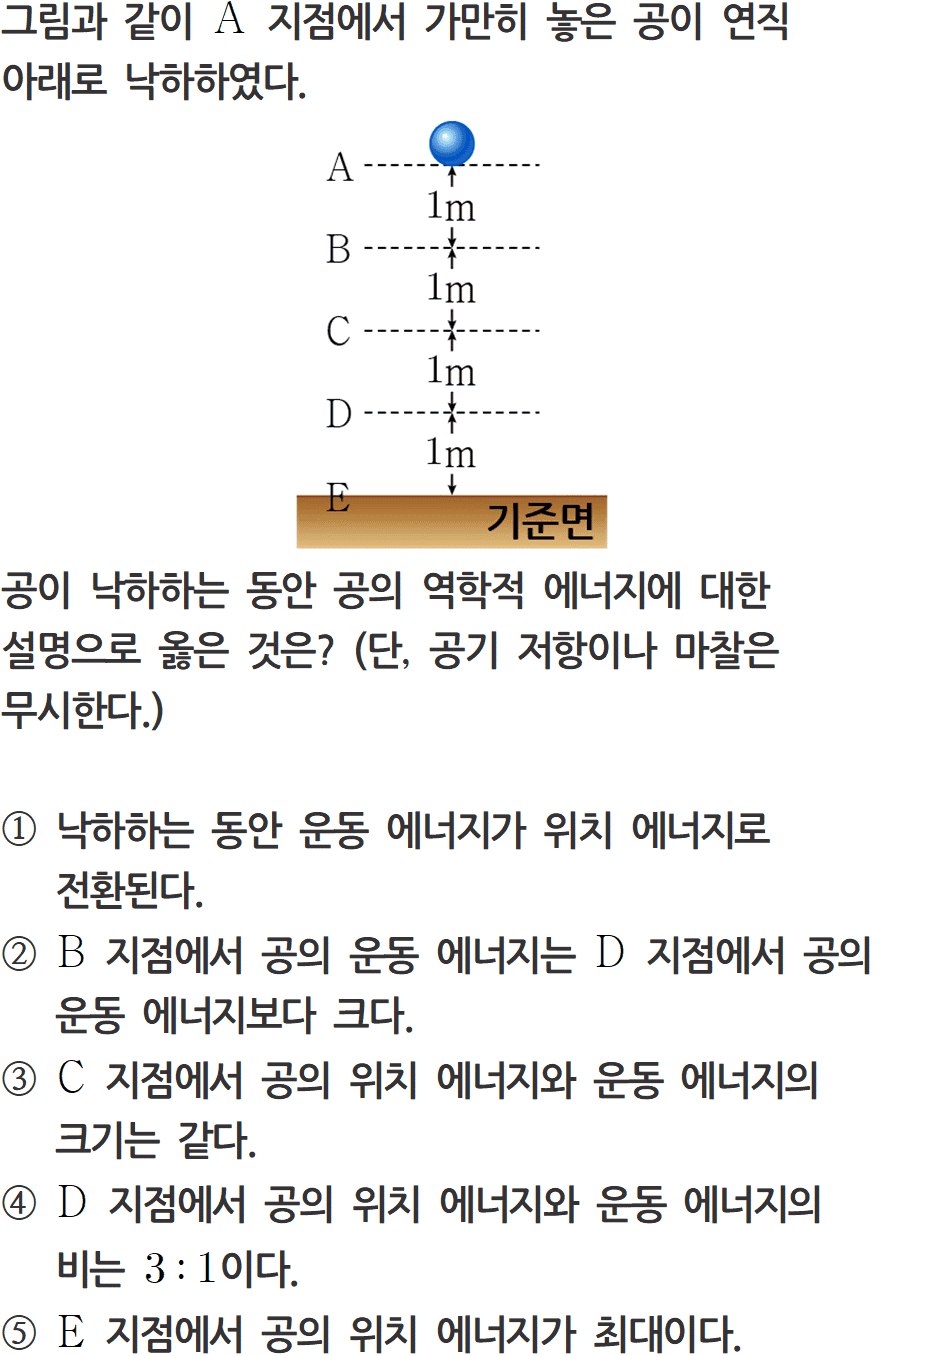 그림과 같이 A 지점에서 가만히 놓은 공이 연직
아래로 낙하하였다.
A
1m
B
1m
C
1m
D
1m
E
기준면
공이 낙하하는 동안 공의 역학적 에너지에 대한
설명으로 옳은 것은? (단, 공기 저항이나 마찰은
무시한다.)
① 낙하하는 동안 운동 에너지가 위치 에너지로
전환된다.
② B 지점에서 공의 운동 에너지는 D 지점에서 공의
운동 에너지보다 크다.
③ C 지점에서 공의 위치 에너지와 운동 에너지의
크기는 같다.
④ D 지점에서 공의 위치 에너지와 운동 에너지의
비는 3 : 1이다.
⑤ E 지점에서 공의 위치 에너지가 최대이다.